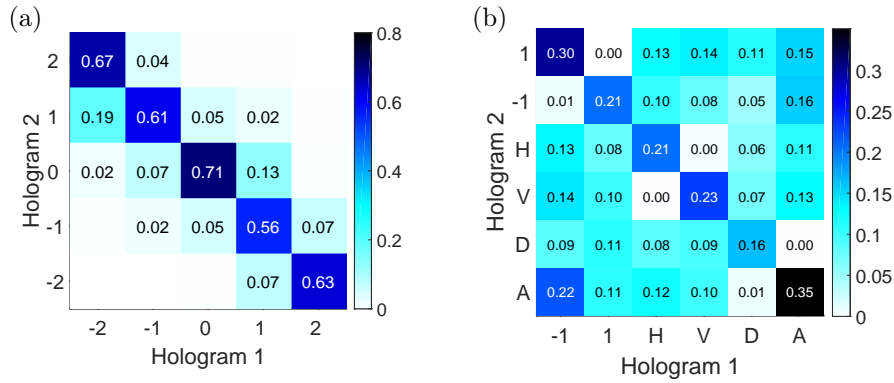 (a)
Hologram 2
2 0.67 0.04
1 0.19 0.61 0.05 0.02
0 0.02 0.07 0.71 0.13
-1 0.02 0.05 0.56 0.07
-2 0.07 0.63
-2 -1 0 1 2
Hologram 1
0.8
0.6
0.4
0.2
0
(b)
Hologram 2
1 0.30 0.00 0.13 0.14 0.11 0.15
-1 0.01 0.21 0.10 0.08 0.05 0.16
H 0.13 0.08 0.21 0.00 0.06 0.11
V 0.14 0.10 0.00 0.23 0.07 0.13
D 0.09 0.11 0.08 0.09 0.16 0.00
A 0.22 0.11 0.12 0.10 0.01 0.35
-1 1 H V D A
Hologram 1
0.3
0.25
0.2
0.15
0.1
0.05
0